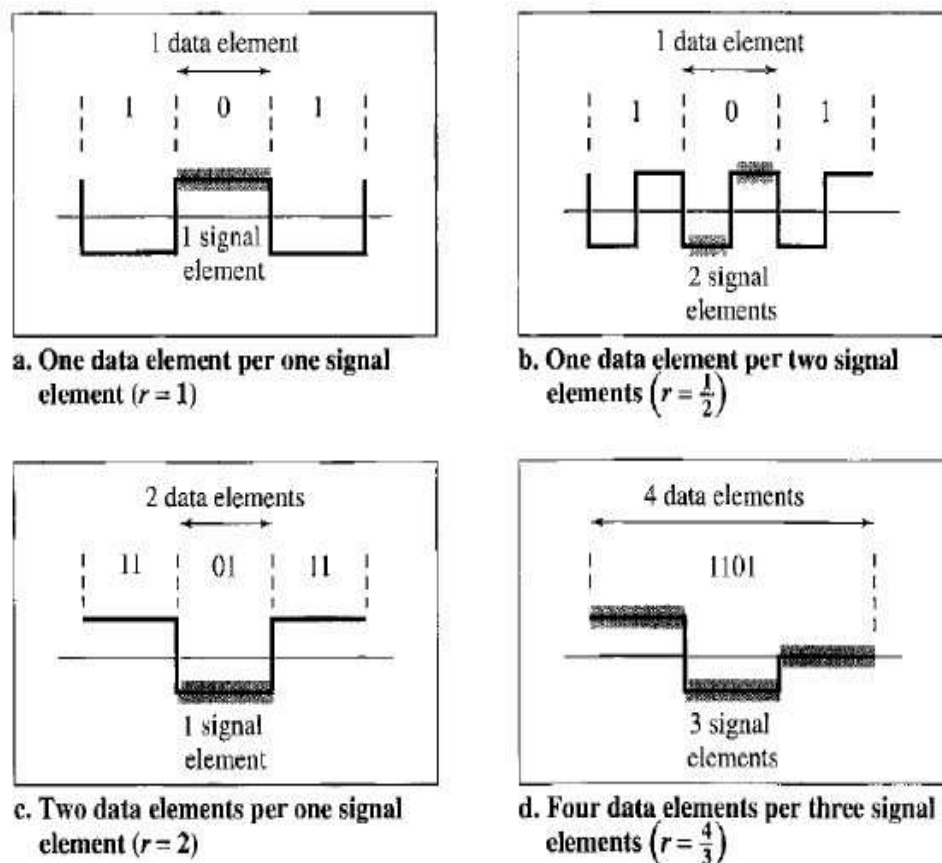 1 data element
1 0 1
1 signal
element
a. One data element per one signal
element (r = 1)
1 data element
1 0 1
2 signal
elements
b. One data element per two signal
elements (r = 1/2)
2 data elements
11 01 11
1 signal
element
c. Two data elements per one signal
element (r = 2)
4 data elements
1101
3 signal
elements
d. Four data elements per three signal
elements (r = 4/3)